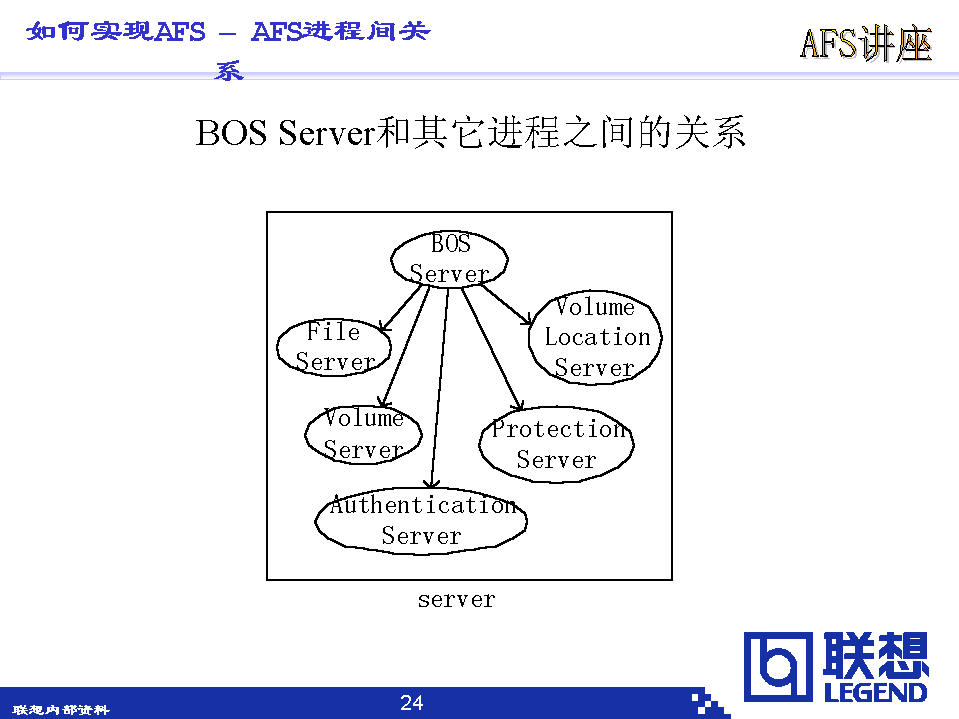 如何实现AFS – AFS进程间关
系
AFS讲座
BOS Server和其它进程之间的关系
BOS
Server
File
Server
Volume
Location
Server
Volume
Server
Protection
Server
Authentication
Server
server
联想
LEGEND
联想内部资料
24